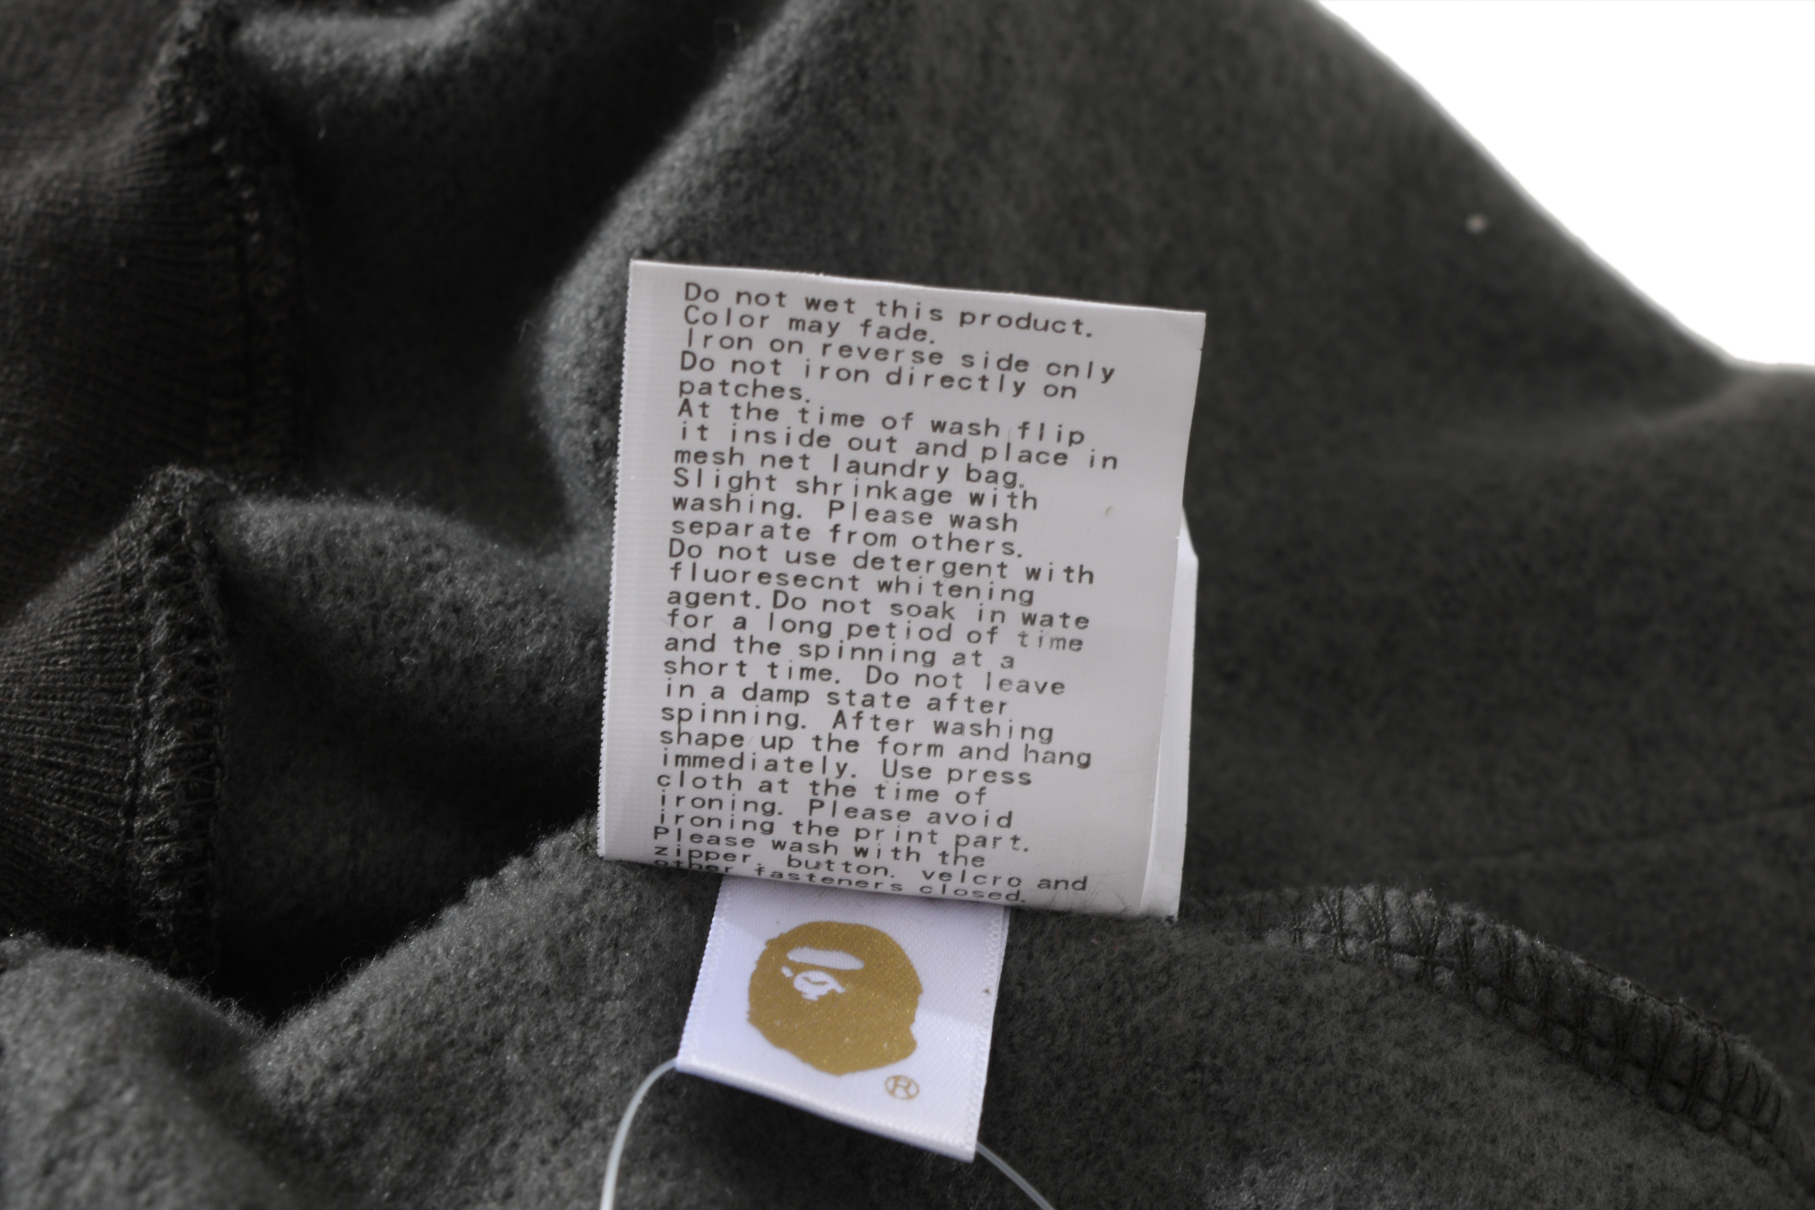 Do not wet this product.
Color may fade.
Iron on reverse side only
Do not iron directly on
patches.
At the time of wash flip
it inside out and place in
mesh net laundry bag.
Slight shrinkage with
washing. Please wash
separate from others.
Do not use detergent with
fluoresecnt whitening
agent. Do not soak in wate
for a long petiod of time
and the spinning at a
short time. Do not leave
in a damp state after
spinning. After washing
shape up the form and hang
immediately. Use press
cloth at the time of
ironing. Please avoid
ironing the print part.
Please wash with the
zipper. button. velcro and
other fasteners closed.
®